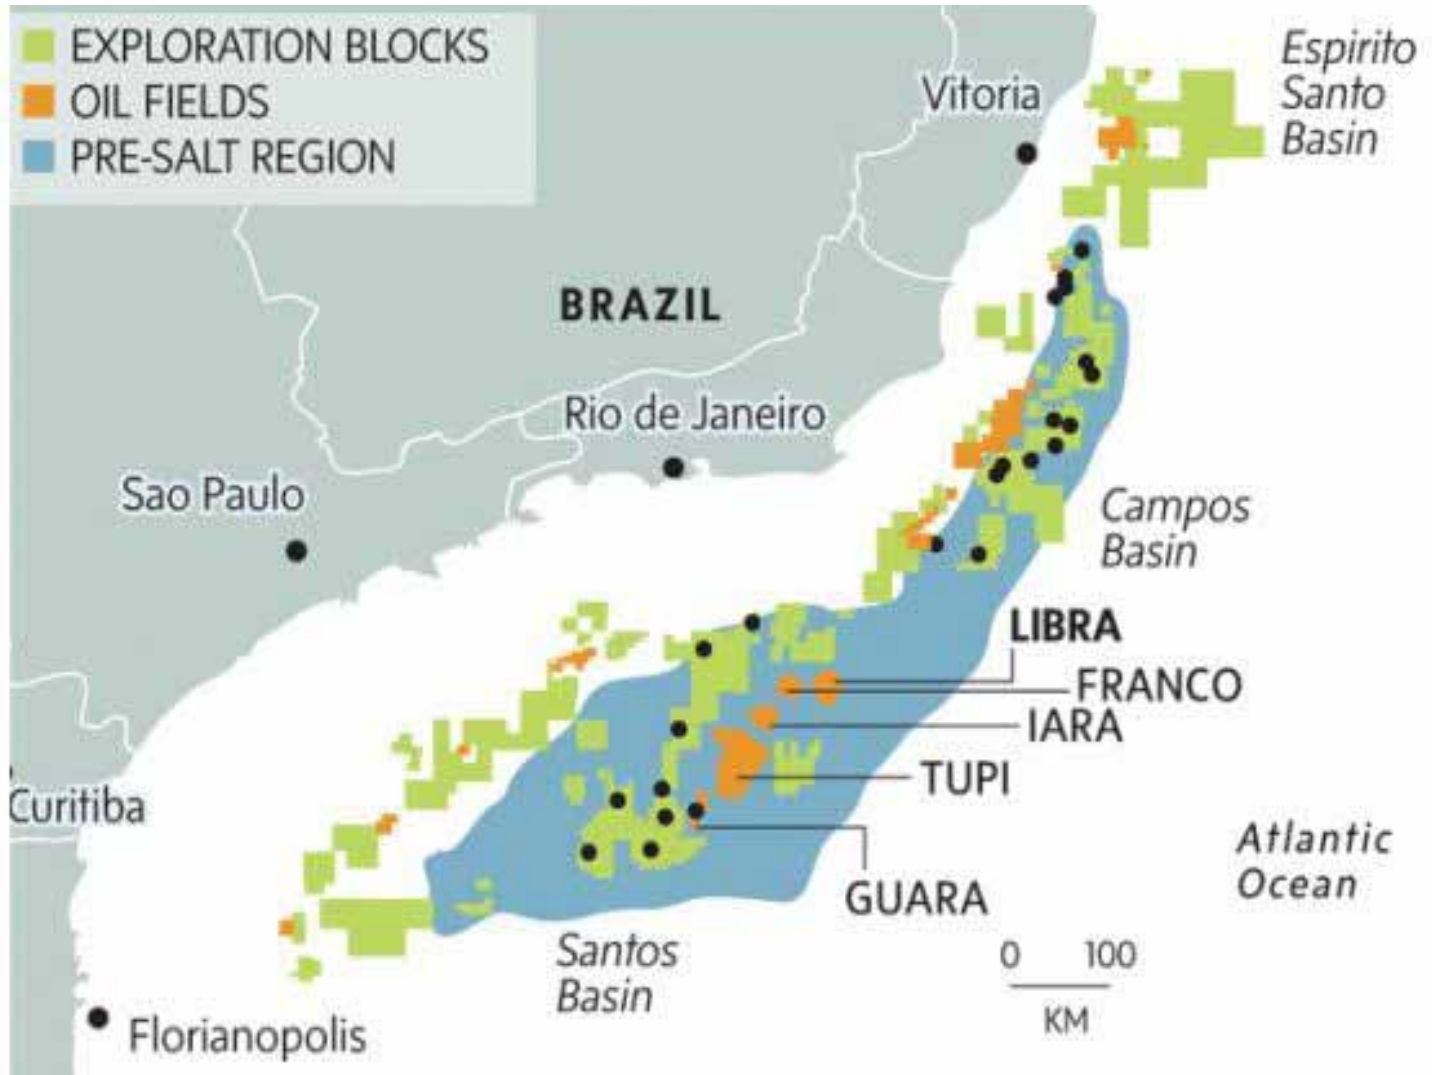 EXPLORATION BLOCKS
OIL FIELDS
PRE-SALT REGION
Espirito
Santo
Basin
Vitoria
BRAZIL
Rio de Janeiro
Sao Paulo
Campos
Basin
LIBRA
FRANCO
IARA
TUPI
GUARA
Curitiba
Atlantic
Ocean
Santos
Basin
0 100
KM
Florianopolis